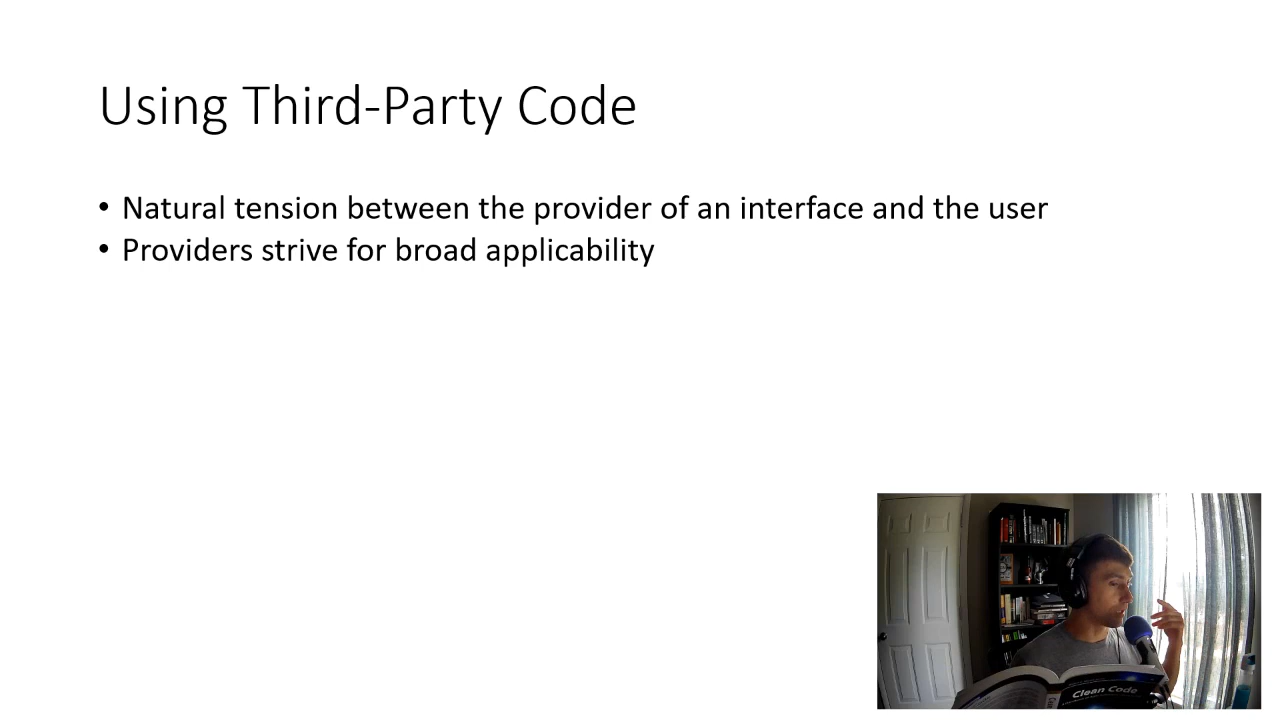 Using Third-Party Code
• Natural tension between the provider of an interface and the user
• Providers strive for broad applicability
Clean Code